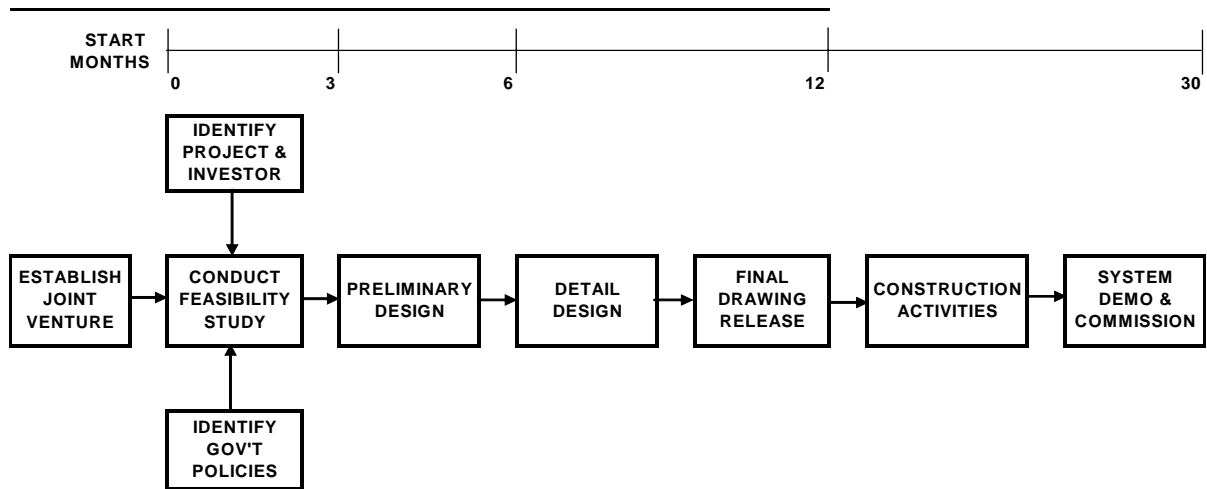 START
MONTHS
0 3 6 12 30
IDENTIFY
PROJECT &
INVESTOR
ESTABLISH
JOINT
VENTURE
CONDUCT
FEASIBILITY
STUDY
PRELIMINARY
DESIGN
DETAIL
DESIGN
FINAL
DRAWING
RELEASE
CONSTRUCTION
ACTIVITIES
SYSTEM
DEMO &
COMMISSION
IDENTIFY
GOV'T
POLICIES